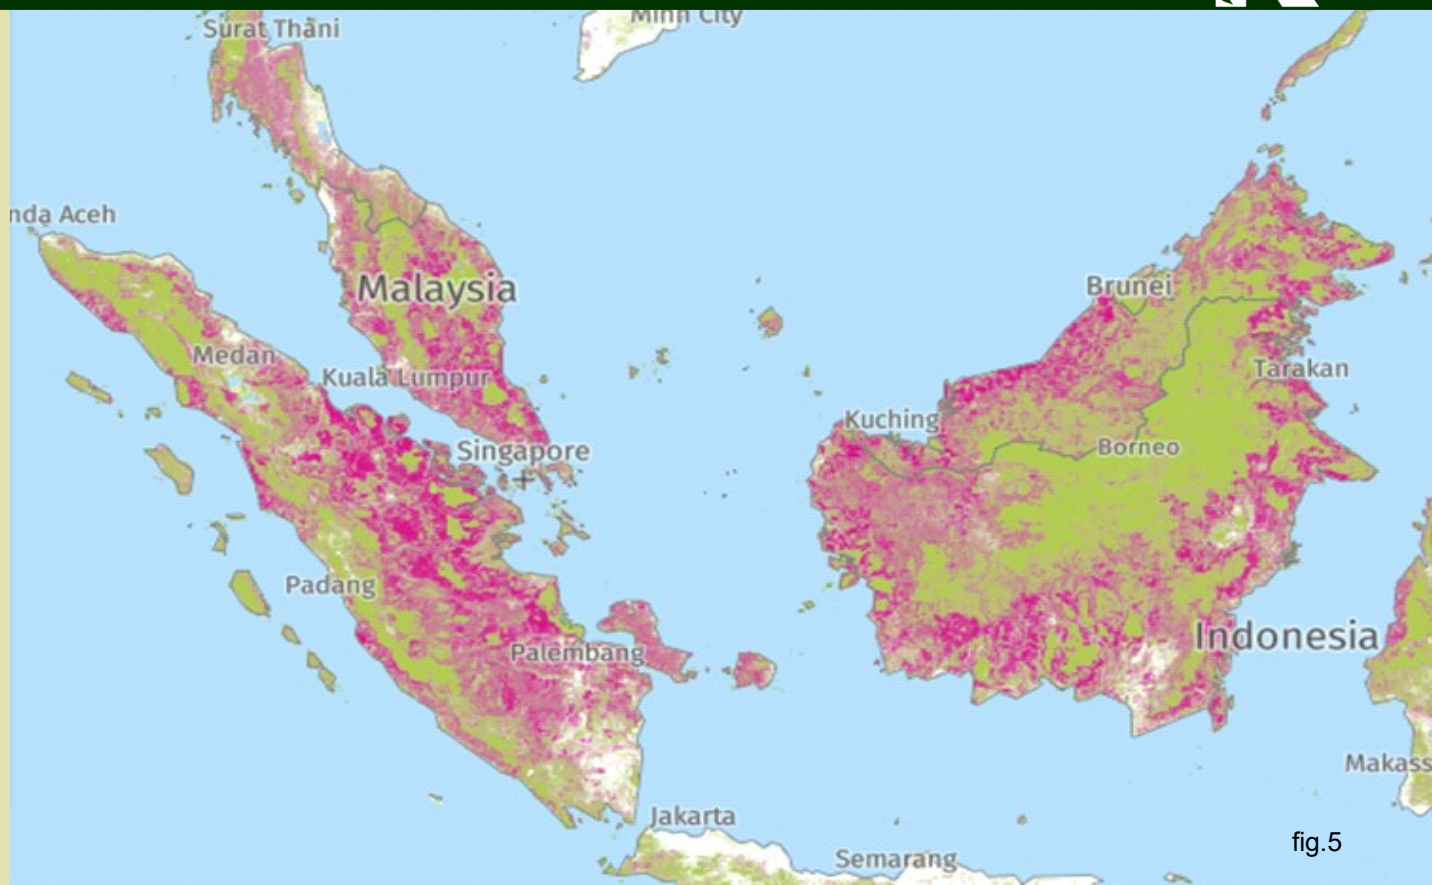 Surat Thani
Minh City
nda Aceh
Malaysia
Brunei
Medan
Kuala Lumpur
Tarakan
Kuching
Singapore
Borneo
Padang
Indonesia
Palembang
Makass
Jakarta
fig.5
Semarang